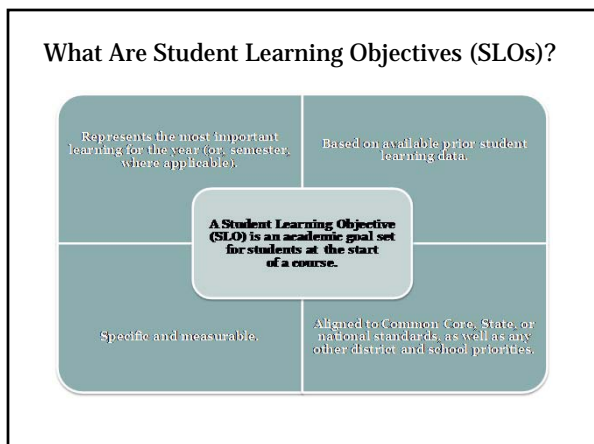 What Are Student Learning Objectives (SLOs)?
Represents the most important
learning for the year (or, semester,
where applicable).
Based on available prior student
learning data.
A Student Learning Objective
(SLO) is an academic goal set
for students at the start
of a course.
Specific and measurable.
Aligned to Common Core, State, or
national standards, as well as any
other district and school priorities.